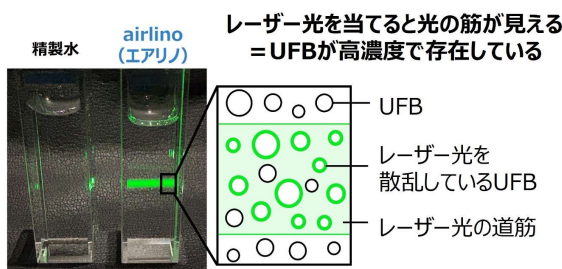 レーザー光を当てると光の筋が見える
＝UFBが高濃度で存在している
精製水
airlino
（エアリノ）
UFB
レーザー光を
散乱しているUFB
レーザー光の道筋